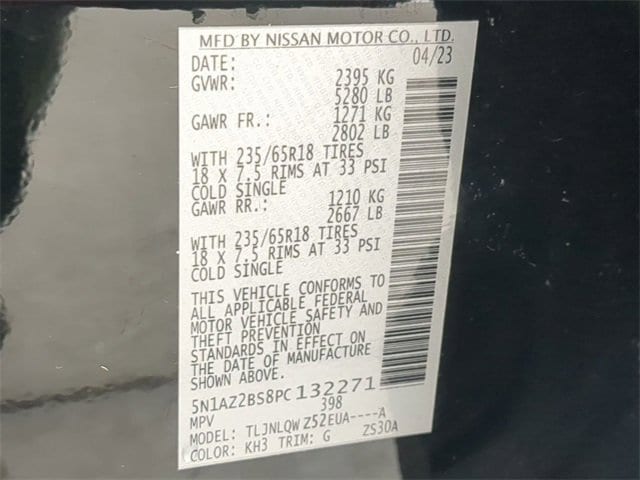 MFD BY NISSAN MOTOR CO., LTD.
DATE: 04/23
GVWR: 2395 KG
5280 LB
GAWR FR.: 1271 KG
2802 LB
WITH 235/65R18 TIRES
18 X 7.5 RIMS AT 33 PSI
COLD SINGLE
GAWR RR.: 1210 KG
2667 LB
WITH 235/65R18 TIRES
18 X 7.5 RIMS AT 33 PSI
COLD SINGLE
THIS VEHICLE CONFORMS TO
ALL APPLICABLE FEDERAL
MOTOR VEHICLE SAFETY AND
THEFT PREVENTION
STANDARDS IN EFFECT ON
THE DATE OF MANUFACTURE
SHOWN ABOVE.
5N1AZ2BS8PC132271
MPV 398
MODEL: TLJNLQWZ52EUA----A
COLOR: KH3 TRIM: G ZS30A